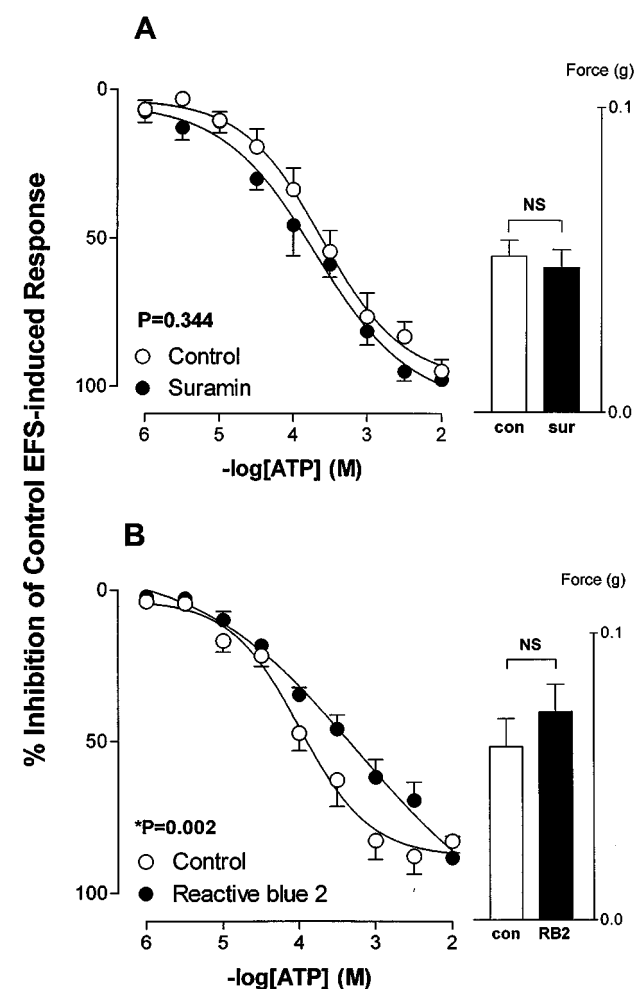 A
% Inhibition of Control EFS-induced Response
0
50
100
P=0.344
Control
Suramin
6 5 4 3 2
-log[ATP] (M)
Force (g)
0.1
NS
0.0
con sur
B
0
50
100
*P=0.002
Control
Reactive blue 2
6 5 4 3 2
-log[ATP] (M)
Force (g)
0.1
NS
0.0
con RB2